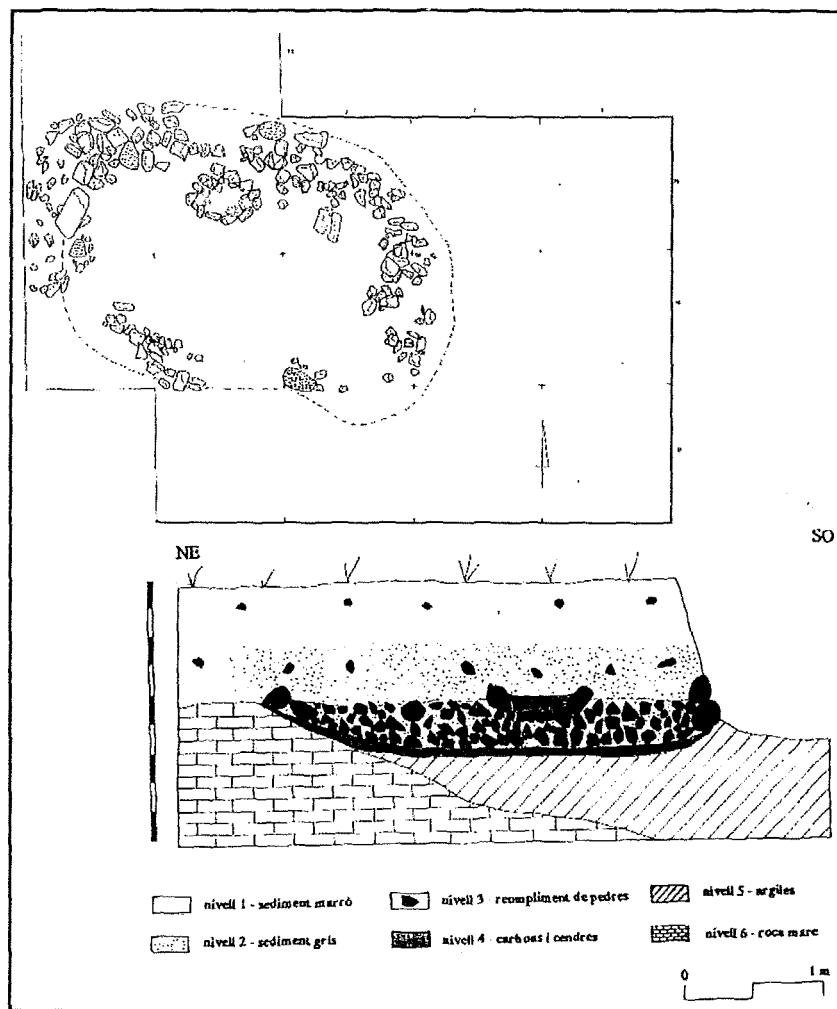 NE
SO
nivell 1 - sediment marró
nivell 2 - sediment gris
nivell 3 - reompliment de pedres
nivell 4 - carbons i cendres
nivell 5 - argiles
nivell 6 - roca mare
0 1 m